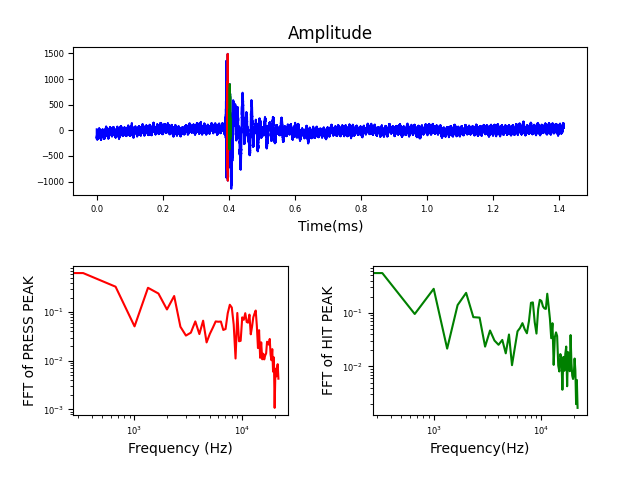 Amplitude
1500
1000
500
0
−500
−1000
0.0 0.2 0.4 0.6 0.8 1.0 1.2 1.4
Time(ms)
FFT of PRESS PEAK
10⁻¹
10⁻²
10⁻³
10³ 10⁴
Frequency (Hz)
FFT of HIT PEAK
10⁻¹
10⁻²
10³ 10⁴
Frequency(Hz)